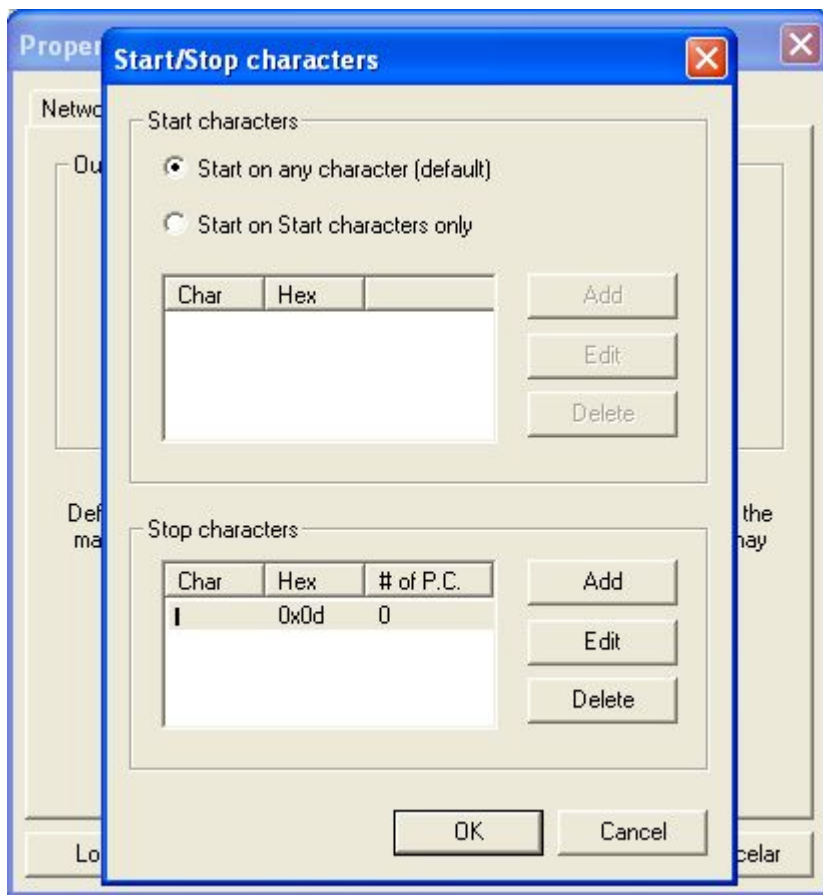 Proper
Start/Stop characters
Netwo
Start characters
Ou
Start on any character (default)
Start on Start characters only
Char Hex
Add
Edit
Delete
Def
the
ma
nay
Stop characters
Char Hex # of P.C.
0x0d 0
Add
Edit
Delete
OK Cancel
Lo
celar